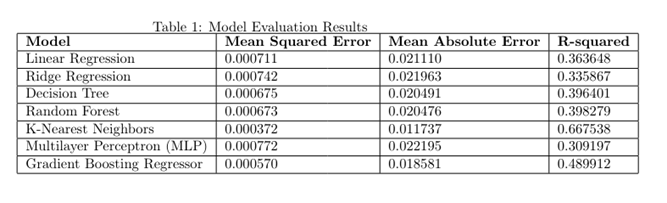 Table 1: Model Evaluation Results
Model Mean Squared Error Mean Absolute Error R-squared
Linear Regression 0.000711 0.021110 0.363648
Ridge Regression 0.000742 0.021963 0.335867
Decision Tree 0.000675 0.020491 0.396401
Random Forest 0.000673 0.020476 0.398279
K-Nearest Neighbors 0.000372 0.011737 0.667538
Multilayer Perceptron (MLP) 0.000772 0.022195 0.309197
Gradient Boosting Regressor 0.000570 0.018581 0.489912